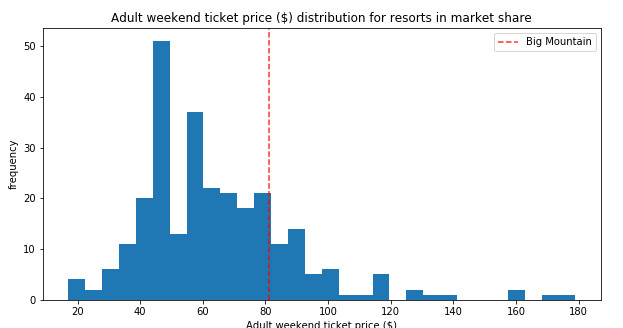 Adult weekend ticket price ($) distribution for resorts in market share
Big Mountain
50
40
30
20
10
0
frequency
20 40 60 80 100 120 140 160 180
Adult weekend ticket price ($)